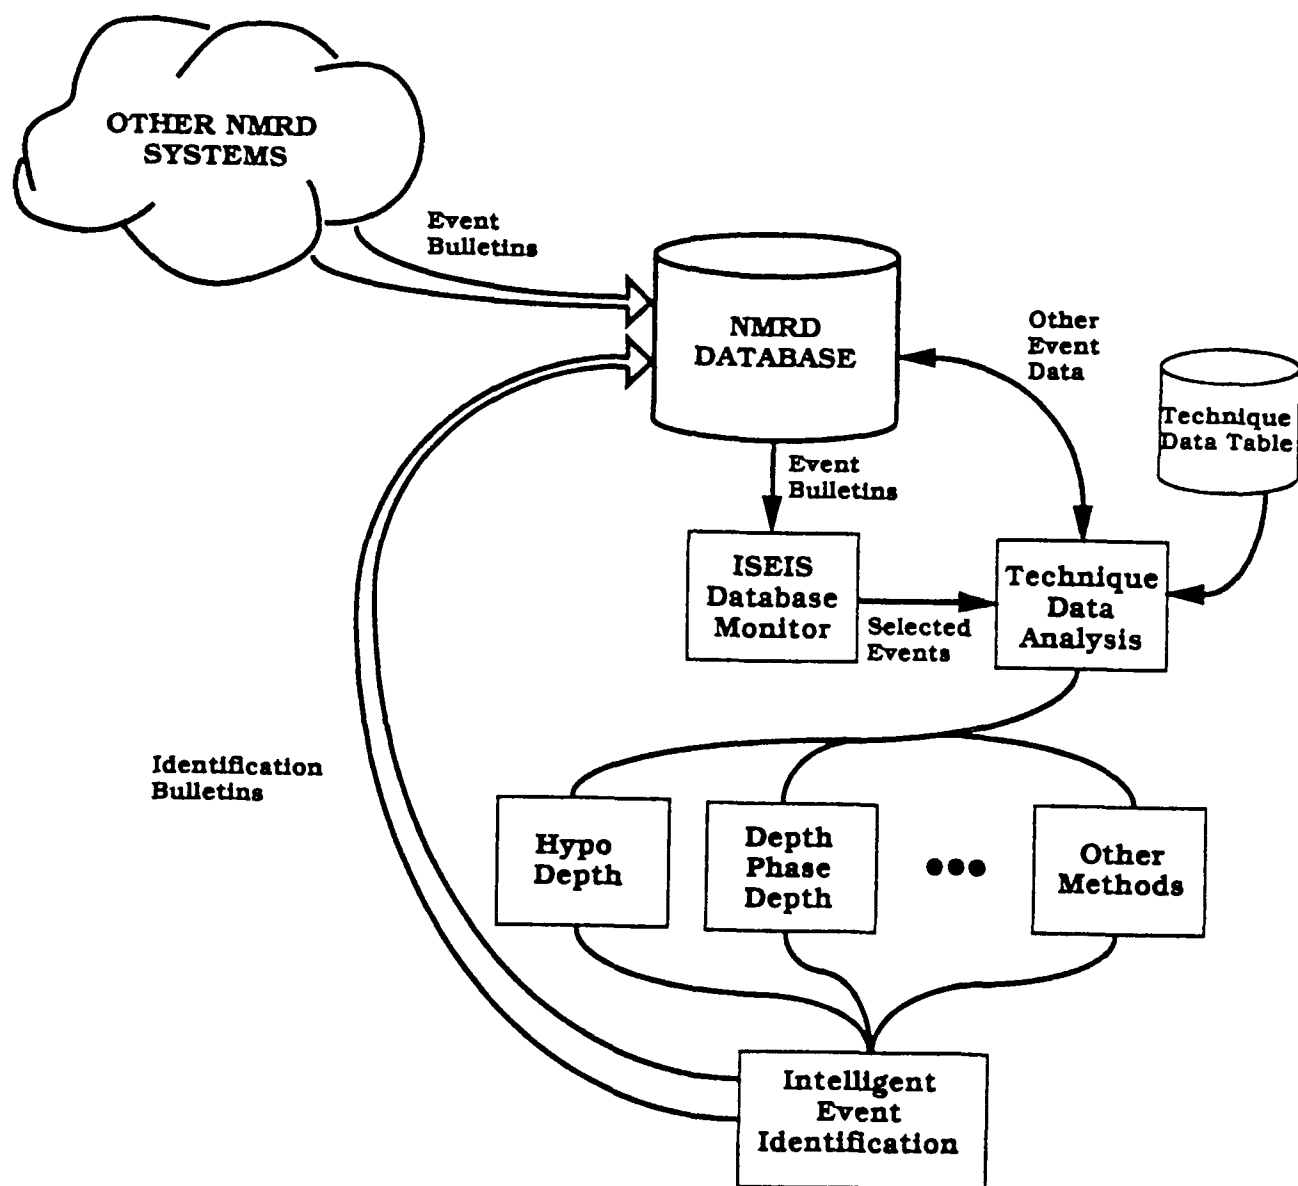 OTHER NMRD
SYSTEMS
Event
Bulletins
NMRD
DATABASE
Other
Event
Data
Technique
Data Table
Event
Bulletins
ISEIS
Database
Monitor
Selected
Events
Technique
Data
Analysis
Identification
Bulletins
Hypo
Depth
Depth
Phase
Depth
Other
Methods
Intelligent
Event
Identification